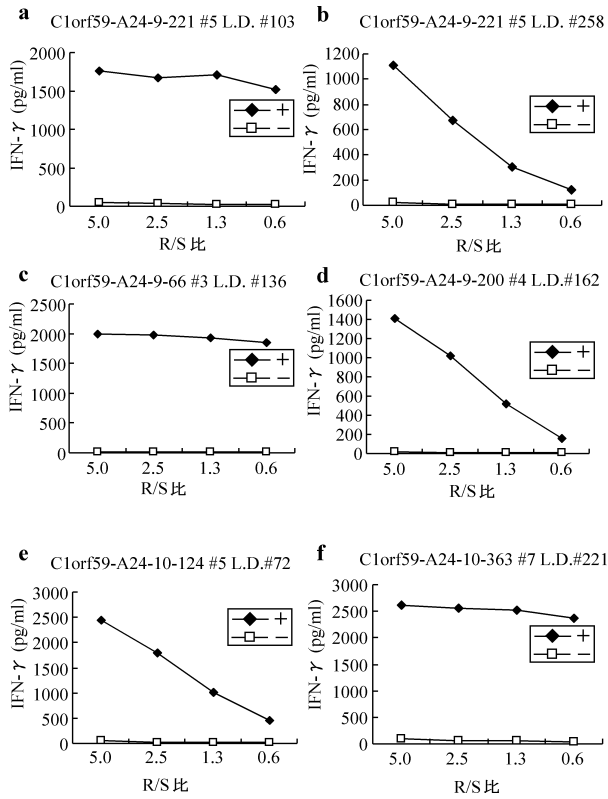 a
C1orf59-A24-9-221 #5 L.D. #103
IFN-γ (pg/ml)
2000
1500
1000
500
0
+
−
5.0 2.5 1.3 0.6
R/S比
b
C1orf59-A24-9-221 #5 L.D. #258
IFN-γ (pg/ml)
1200
1000
800
600
400
200
0
+
−
5.0 2.5 1.3 0.6
R/S比
c
C1orf59-A24-9-66 #3 L.D. #136
IFN-γ (pg/ml)
2500
2000
1500
1000
500
0
+
−
5.0 2.5 1.3 0.6
R/S比
d
C1orf59-A24-9-200 #4 L.D.#162
IFN-γ (pg/ml)
1600
1400
1200
1000
800
600
400
200
0
+
−
5.0 2.5 1.3 0.6
R/S比
e
C1orf59-A24-10-124 #5 L.D.#72
IFN-γ (pg/ml)
3000
2500
2000
1500
1000
500
0
+
−
5.0 2.5 1.3 0.6
R/S比
f
C1orf59-A24-10-363 #7 L.D.#221
IFN-γ (pg/ml)
3000
2500
2000
1500
1000
500
0
+
−
5.0 2.5 1.3 0.6
R/S比